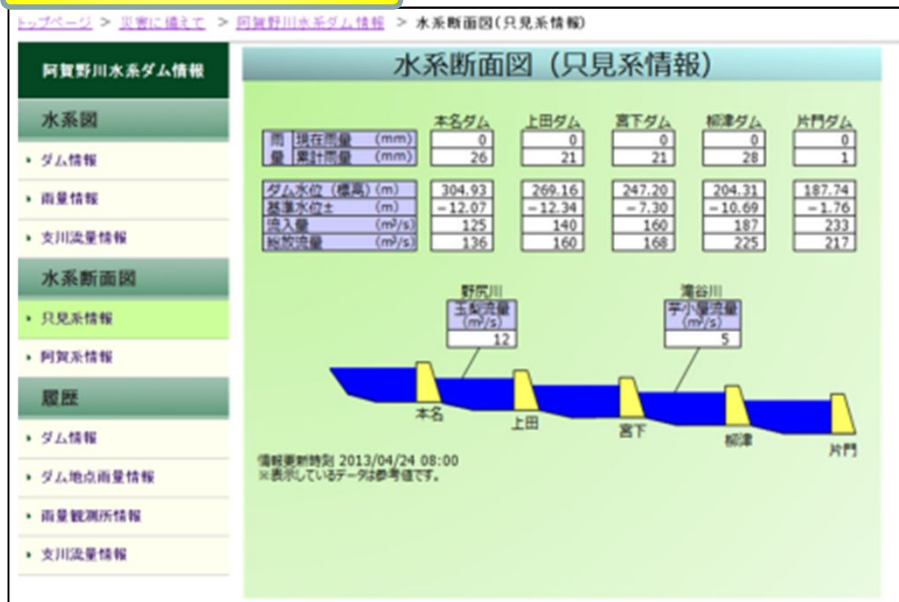 トップページ > 災害に備えて > 阿賀野川水系ダム情報 > 水系断面図(只見系情報)
阿賀野川水系ダム情報
水系図
ダム情報
雨量情報
支川流量情報
水系断面図
只見系情報
阿賀系情報
履歴
ダム情報
ダム地点雨量情報
雨量観測所情報
支川流量情報
水系断面図（只見系情報）
本名ダム 上田ダム 宮下ダム 柳津ダム 片門ダム
雨量 現在雨量 (mm) 0 0 0 0 0
累計雨量 (mm) 26 21 21 28 1
ダム水位（標高）(m) 304.93 269.16 247.20 204.31 187.74
基準水位± (m) －12.07 －12.34 －7.30 －10.69 －1.76
流入量 (m³/s) 125 140 160 187 233
総放流量 (m³/s) 136 160 168 225 217
野尻川
玉梨流量
(m³/s)
12
滝谷川
芋小屋流量
(m³/s)
5
本名
上田
宮下
柳津
片門
情報更新時刻 2013/04/24 08:00
※表示しているデータは参考値です。